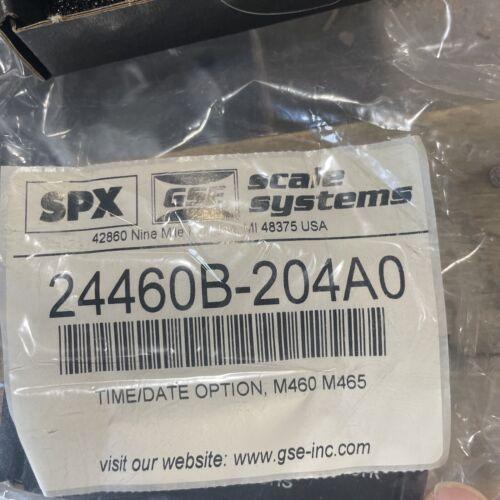 SPX GSE scale systems
42860 Nine Mile MI 48375 USA
24460B-204A0
TIME/DATE OPTION, M460 M465
visit our website: www.gse-inc.com